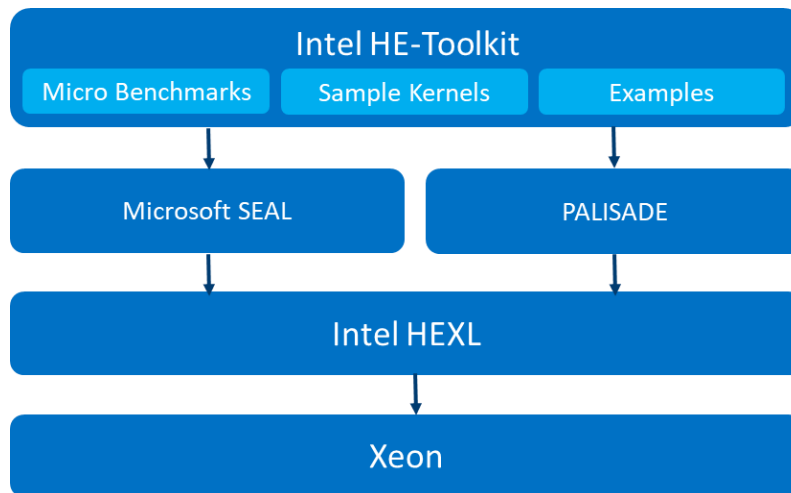 Intel HE-Toolkit
Micro Benchmarks
Sample Kernels
Examples
Microsoft SEAL
PALISADE
Intel HEXL
Xeon